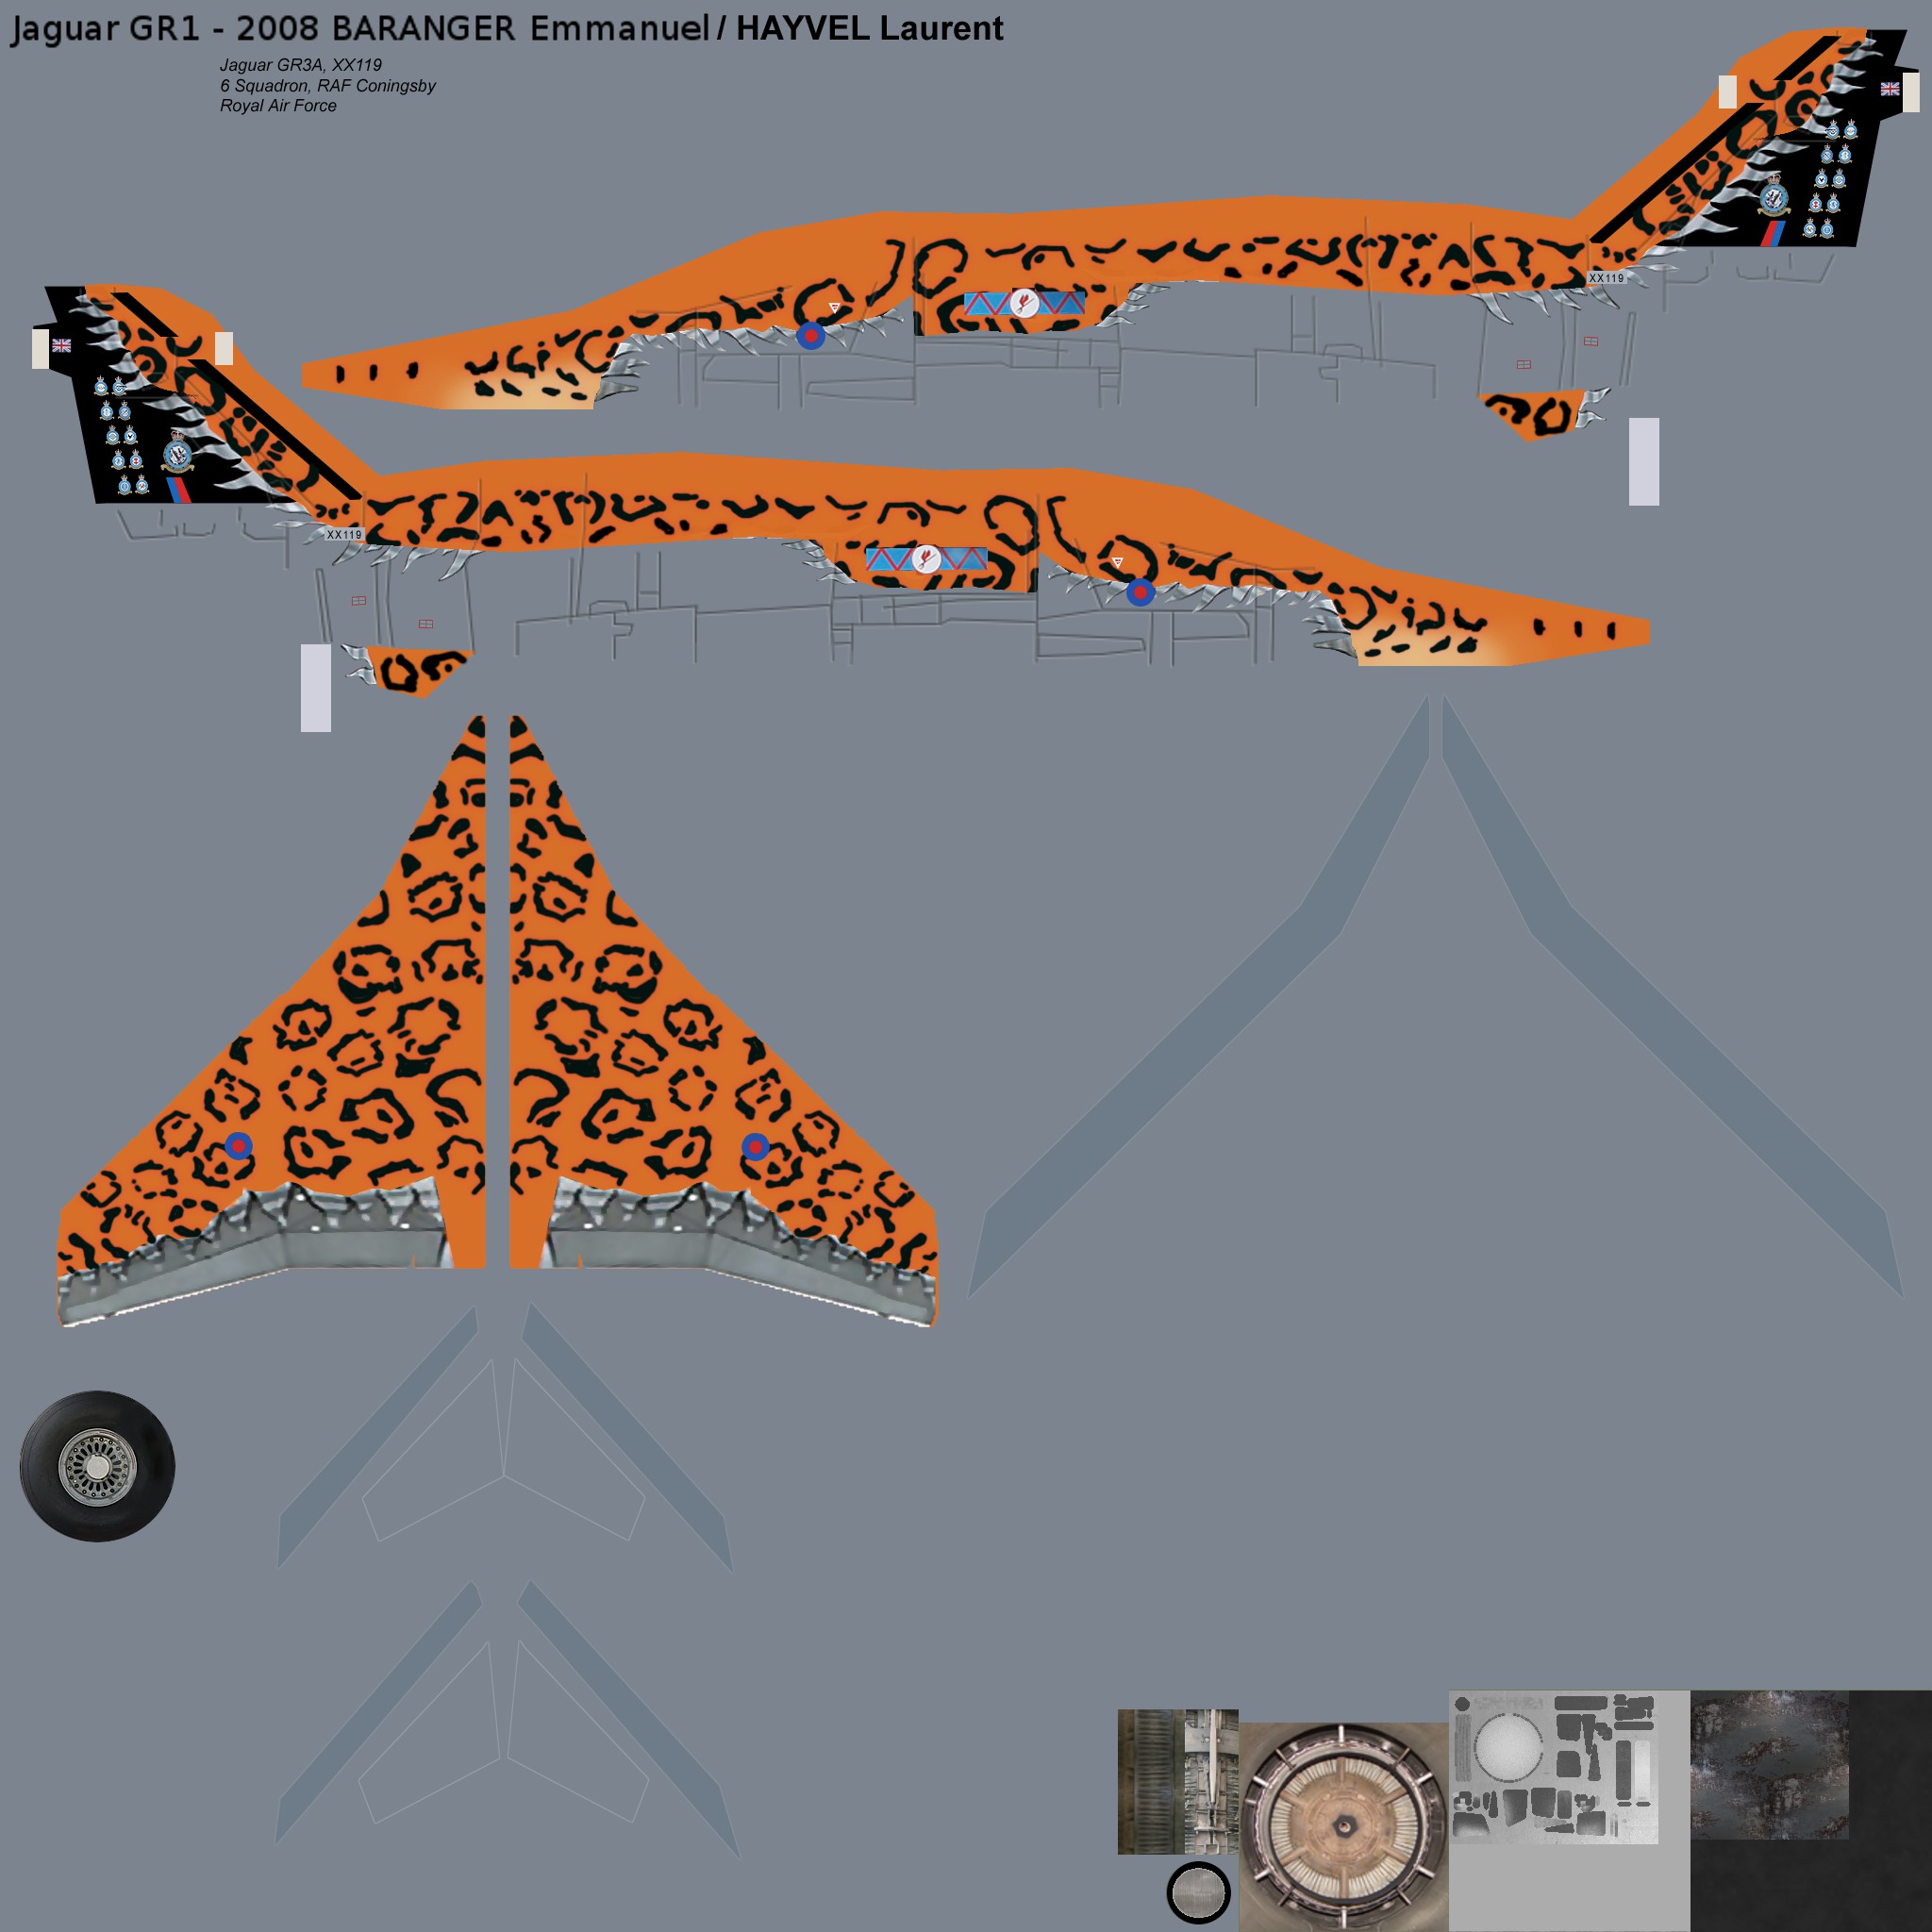 Jaguar GR1 - 2008 BARANGER Emmanuel / HAYVEL Laurent
Jaguar GR3A, XX119
6 Squadron, RAF Coningsby
Royal Air Force
XX119
XX119